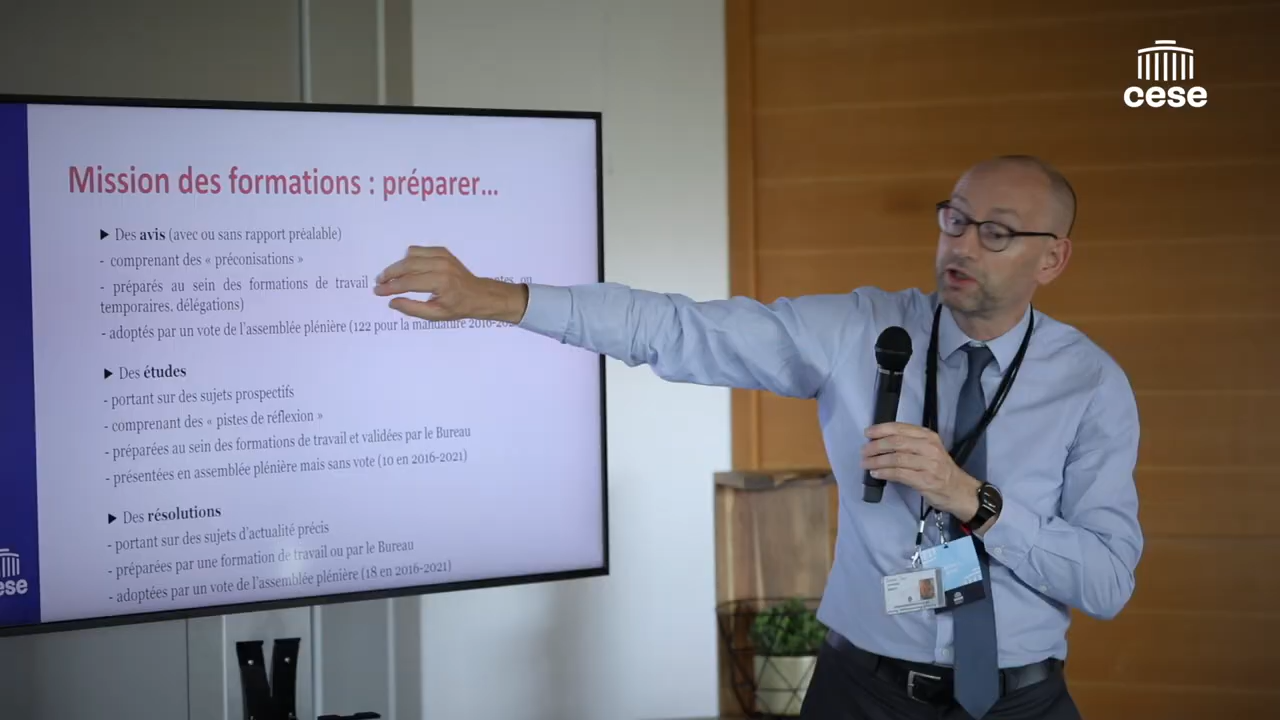 cese
Mission des formations : préparer...
▶ Des avis (avec ou sans rapport préalable)
- comprenant des « préconisations »
- préparés au sein des formations de travail ou
temporaires, délégations)
- adoptés par un vote de l'assemblée plénière (122 pour la mandature
▶ Des études
- portant sur des sujets prospectifs
- comprenant des « pistes de réflexion »
- préparées au sein des formations de travail et validées par le Bureau
- présentées en assemblée plénière mais sans vote (10 en 2016-2021)
▶ Des résolutions
- portant sur des sujets d'actualité précis
- préparées par une formation de travail ou par le Bureau
- adoptées par un vote de l'assemblée plénière (18 en 2016-2021)